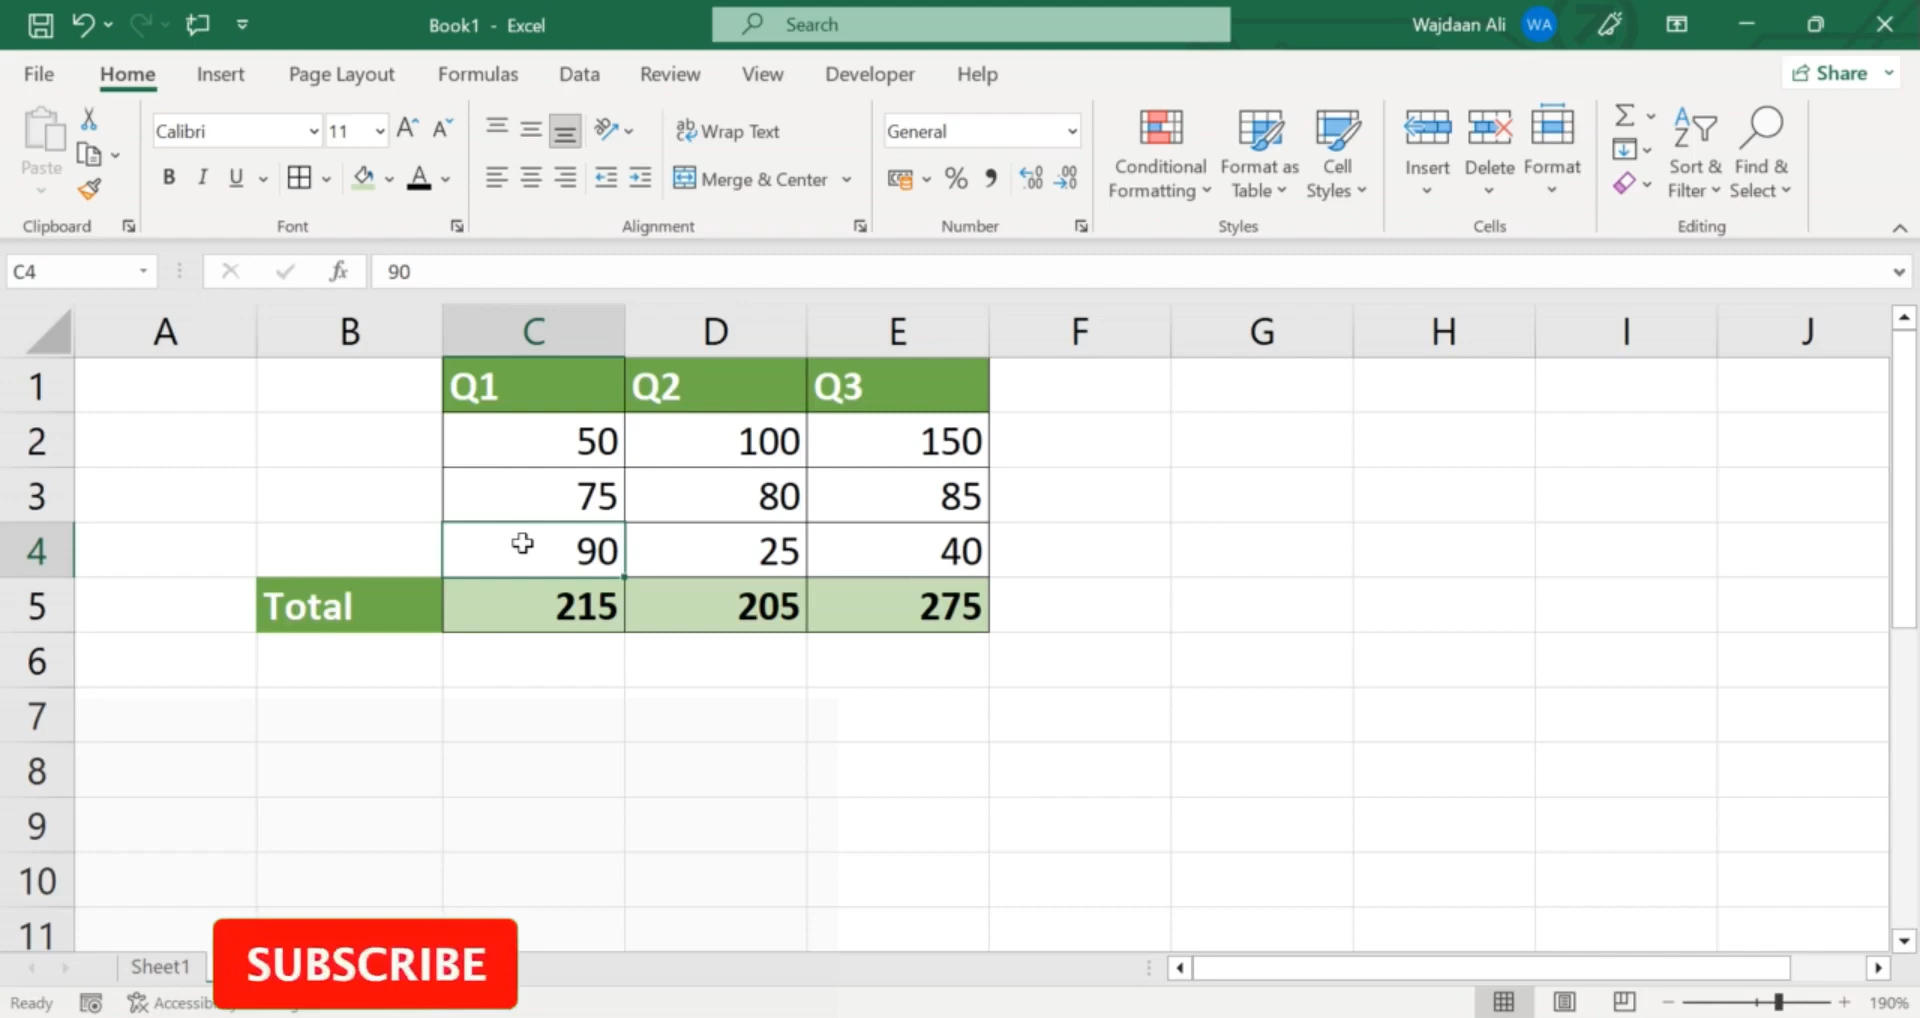 Book1 - Excel
Search
Wajdaan Ali
WA
File Home Insert Page Layout Formulas Data Review View Developer Help
Share
Paste
Clipboard
Calibri 11
B I U
Font
Wrap Text
Merge & Center
Alignment
General
Number
Conditional Formatting
Format as Table
Cell Styles
Styles
Insert Delete Format
Cells
Sort & Filter
Find & Select
Editing
C4 fx 90
A B C D E F G H I J
1 Q1 Q2 Q3
2 50 100 150
3 75 80 85
4 90 25 40
5 Total 215 205 275
6
7
8
9
10
11
SUBSCRIBE
Sheet1
Ready
190%